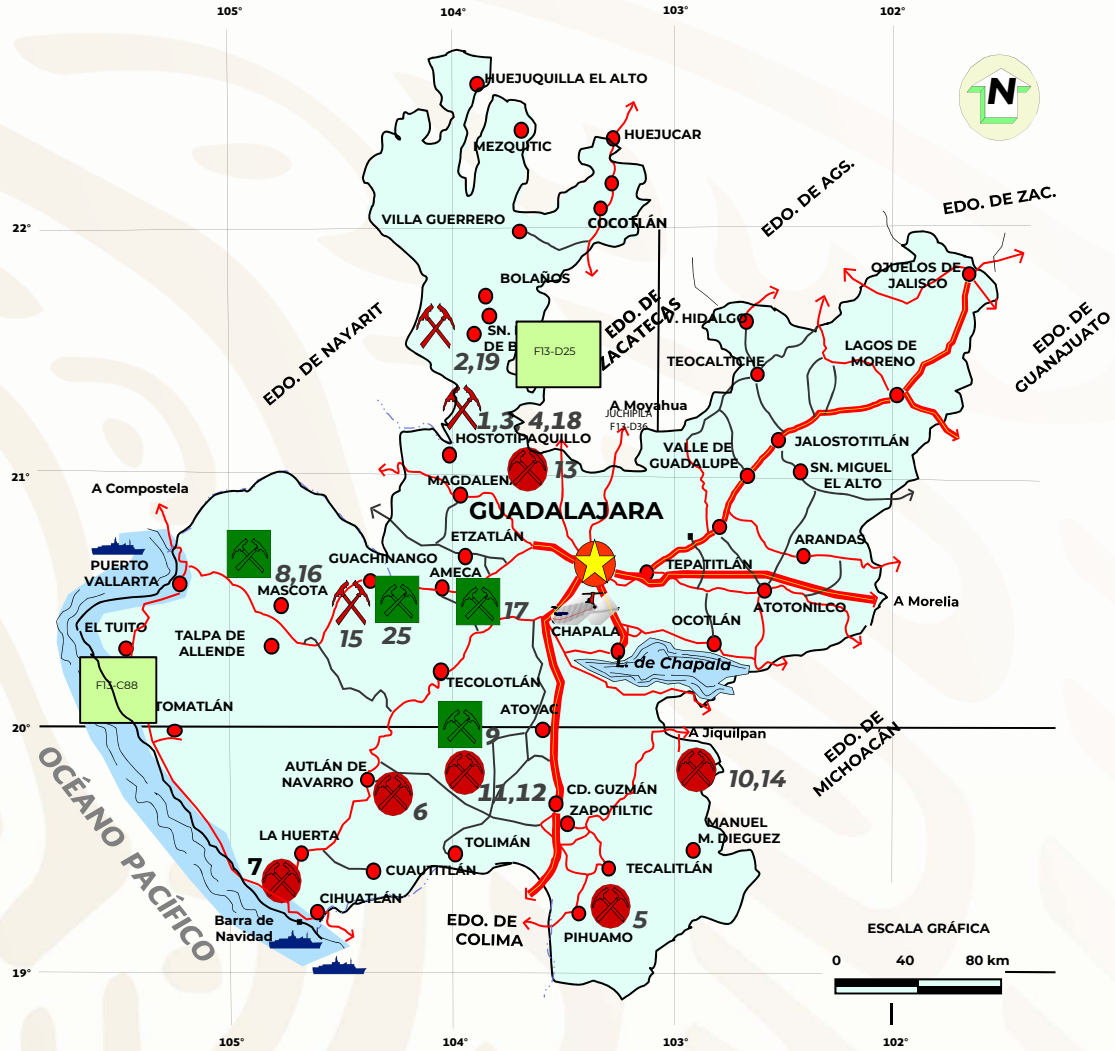 105°
104°
103°
102°
N
HUEJUQUILLA EL ALTO
HUEJUCAR
MEZQUITIC
EDO. DE AGS.
EDO. DE ZAC.
VILLA GUERRERO
COCOTLÁN
22°
BOLAÑOS
OJUELOS DE
JALISCO
EDO. DE NAYARIT
EDO. DE
ZACATECAS
V. HIDALGO
EDO. DE
GUANAJUATO
SN.
DE B
F13-D25
2,19
LAGOS DE
MORENO
TEOCALTICHE
A Moyahua
JUCHIPILA
F13-D36
1,3, 4,18
HOSTOTIPAQUILLO
JALOSTOTITLÁN
VALLE DE
GUADALUPE
21°
13
SN. MIGUEL
EL ALTO
MAGDALENA
A Compostela
GUADALAJARA
ETZATLÁN
ARANDAS
PUERTO
VALLARTA
GUACHINANGO
AMECA
TEPATITLÁN
8,16
MASCOTA
17
ATOTONILCO
A Morelia
EL TUITO
15
25
CHAPALA
OCOTLÁN
TALPA DE
ALLENDE
L. de Chapala
F13-C88
TECOLOTLÁN
TOMATLÁN
ATOYAC
20°
9
A Jiquilpan
EDO. DE
MICHOACÁN
OCÉANO PACÍFICO
AUTLÁN DE
NAVARRO
11,12
10,14
6
CD. GUZMÁN
ZAPOTILTIC
MANUEL
M. DIEGUEZ
LA HUERTA
TOLIMÁN
7
CUAUTITLÁN
TECALITLÁN
CIHUATLÁN
Barra de
Navidad
EDO. DE
COLIMA
5
PIHUAMO
ESCALA GRÁFICA
0
40
80 km
19°
105°
104°
103°
102°